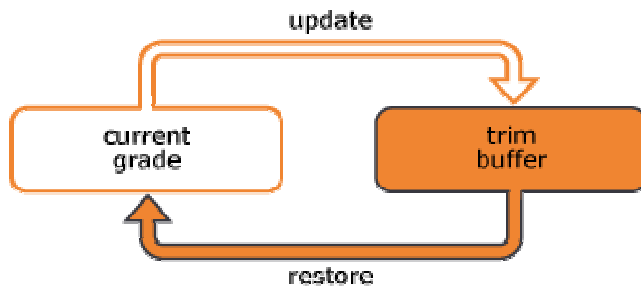 update
current
grade
trim
buffer
restore